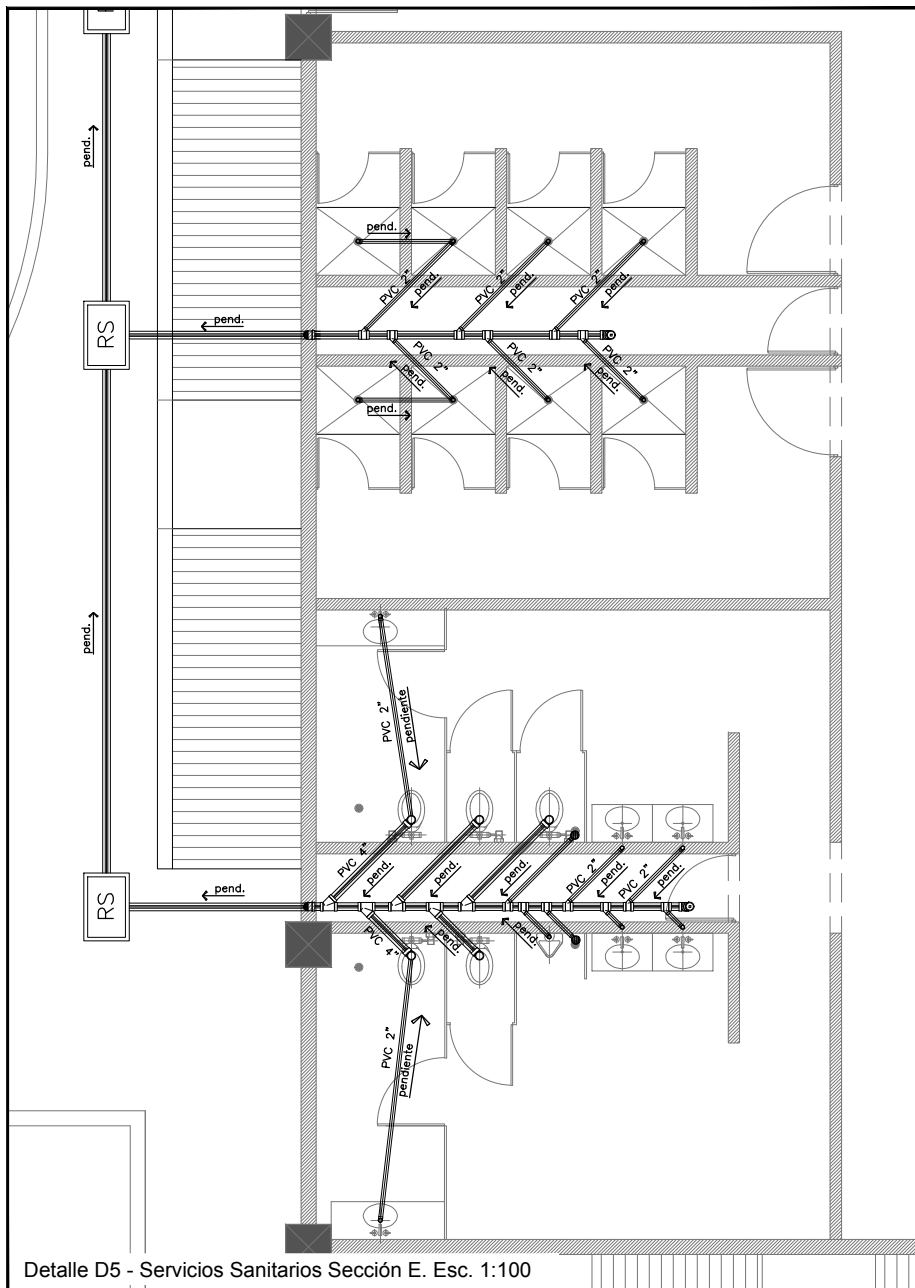 pend.
pend.
PVC 2"
pend.
PVC 2"
pend.
PVC 2"
pend.
RS
pend.
PVC 2"
pend.
PVC 2"
pend.
PVC 2"
pend.
pend.
pend.
PVC 2"
pendiente
PVC 4"
pend.
pend.
pend.
PVC 2"
pend.
PVC 2"
pend.
RS
pend.
PVC 4"
pend.
pend.
PVC 2"
pendiente
Detalle D5 - Servicios Sanitarios Sección E. Esc. 1:100